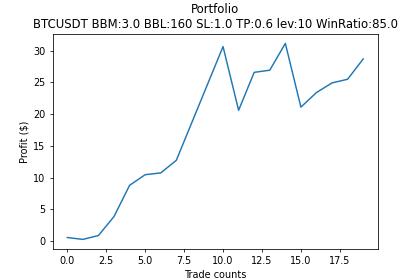 Portfolio
BTCUSDT BBM:3.0 BBL:160 SL:1.0 TP:0.6 lev:10 WinRatio:85.0
30
25
20
15
10
5
0
Profit ($)
0.0 2.5 5.0 7.5 10.0 12.5 15.0 17.5
Trade counts